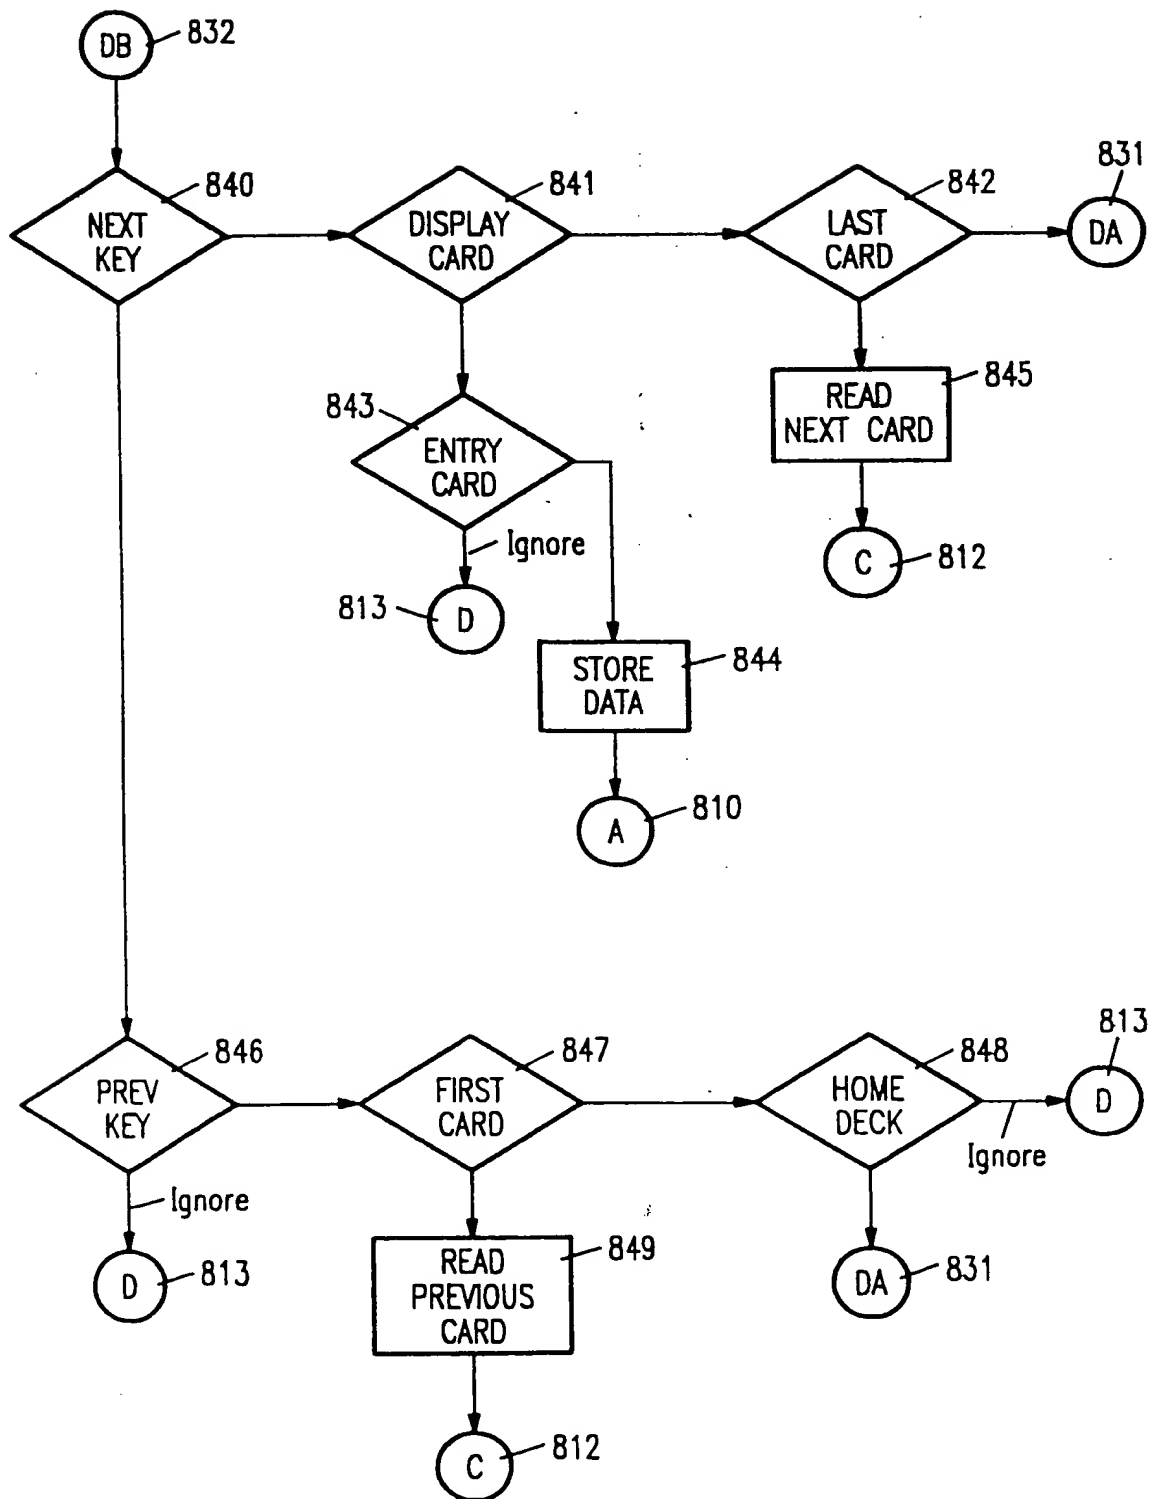 DB
832
NEXT
KEY
840
DISPLAY
CARD
841
LAST
CARD
842
831
DA
843
ENTRY
CARD
READ
NEXT CARD
845
Ignore
C
812
813
D
STORE
DATA
844
A
810
PREV
KEY
846
FIRST
CARD
847
HOME
DECK
848
813
D
Ignore
Ignore
D
813
READ
PREVIOUS
CARD
849
DA
831
C
812